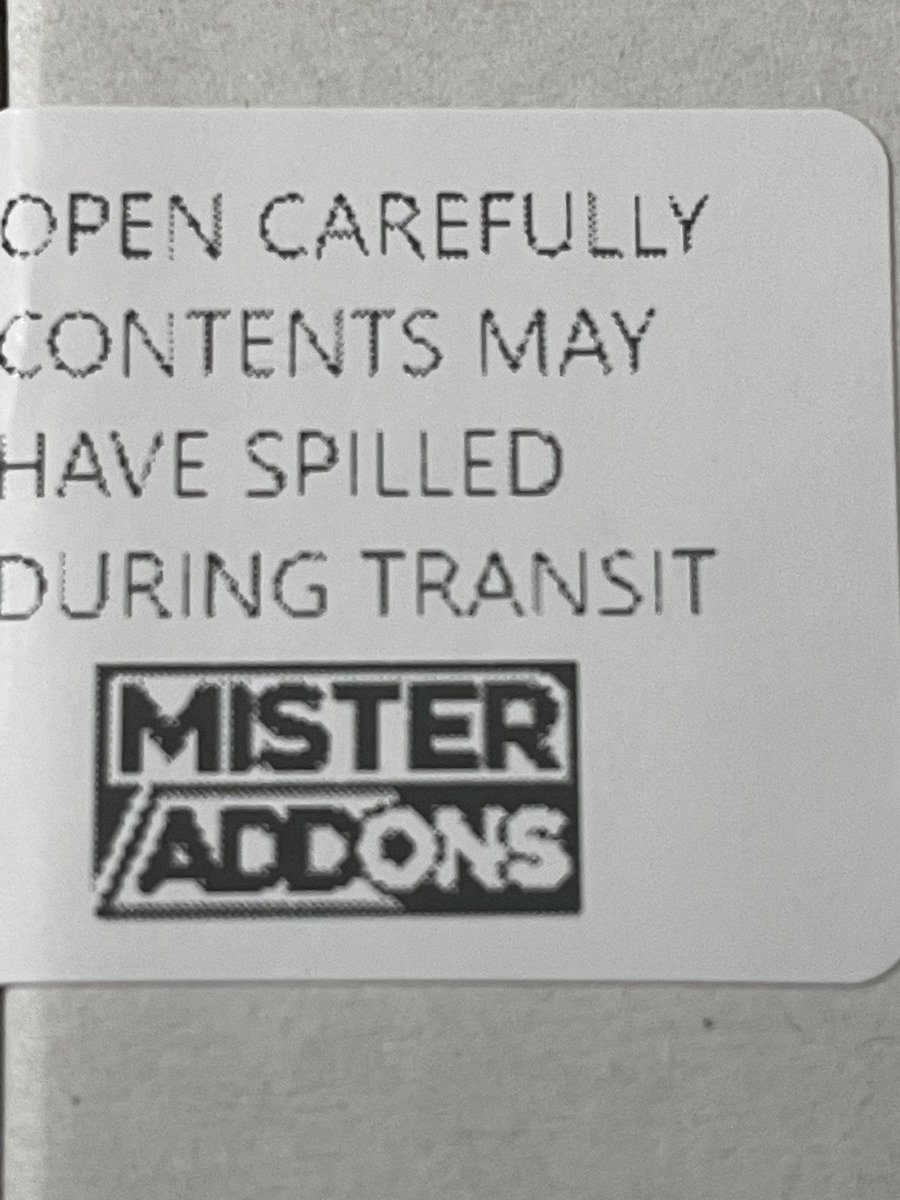 OPEN CAREFULLY
CONTENTS MAY
HAVE SPILLED
DURING TRANSIT
MISTER
ADDONS